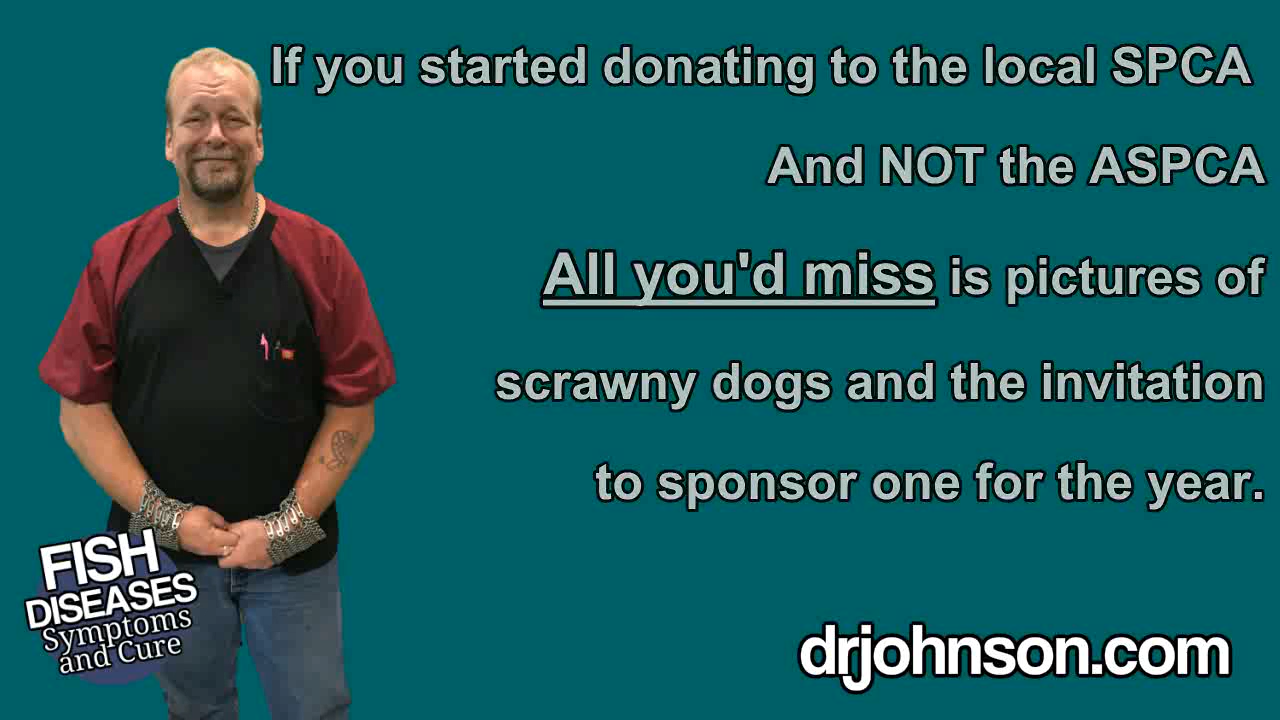 If you started donating to the local SPCA
And NOT the ASPCA
All you'd miss is pictures of
scrawny dogs and the invitation
to sponsor one for the year.
FISH
DISEASES
Symptoms
and Cure
drjohnson.com